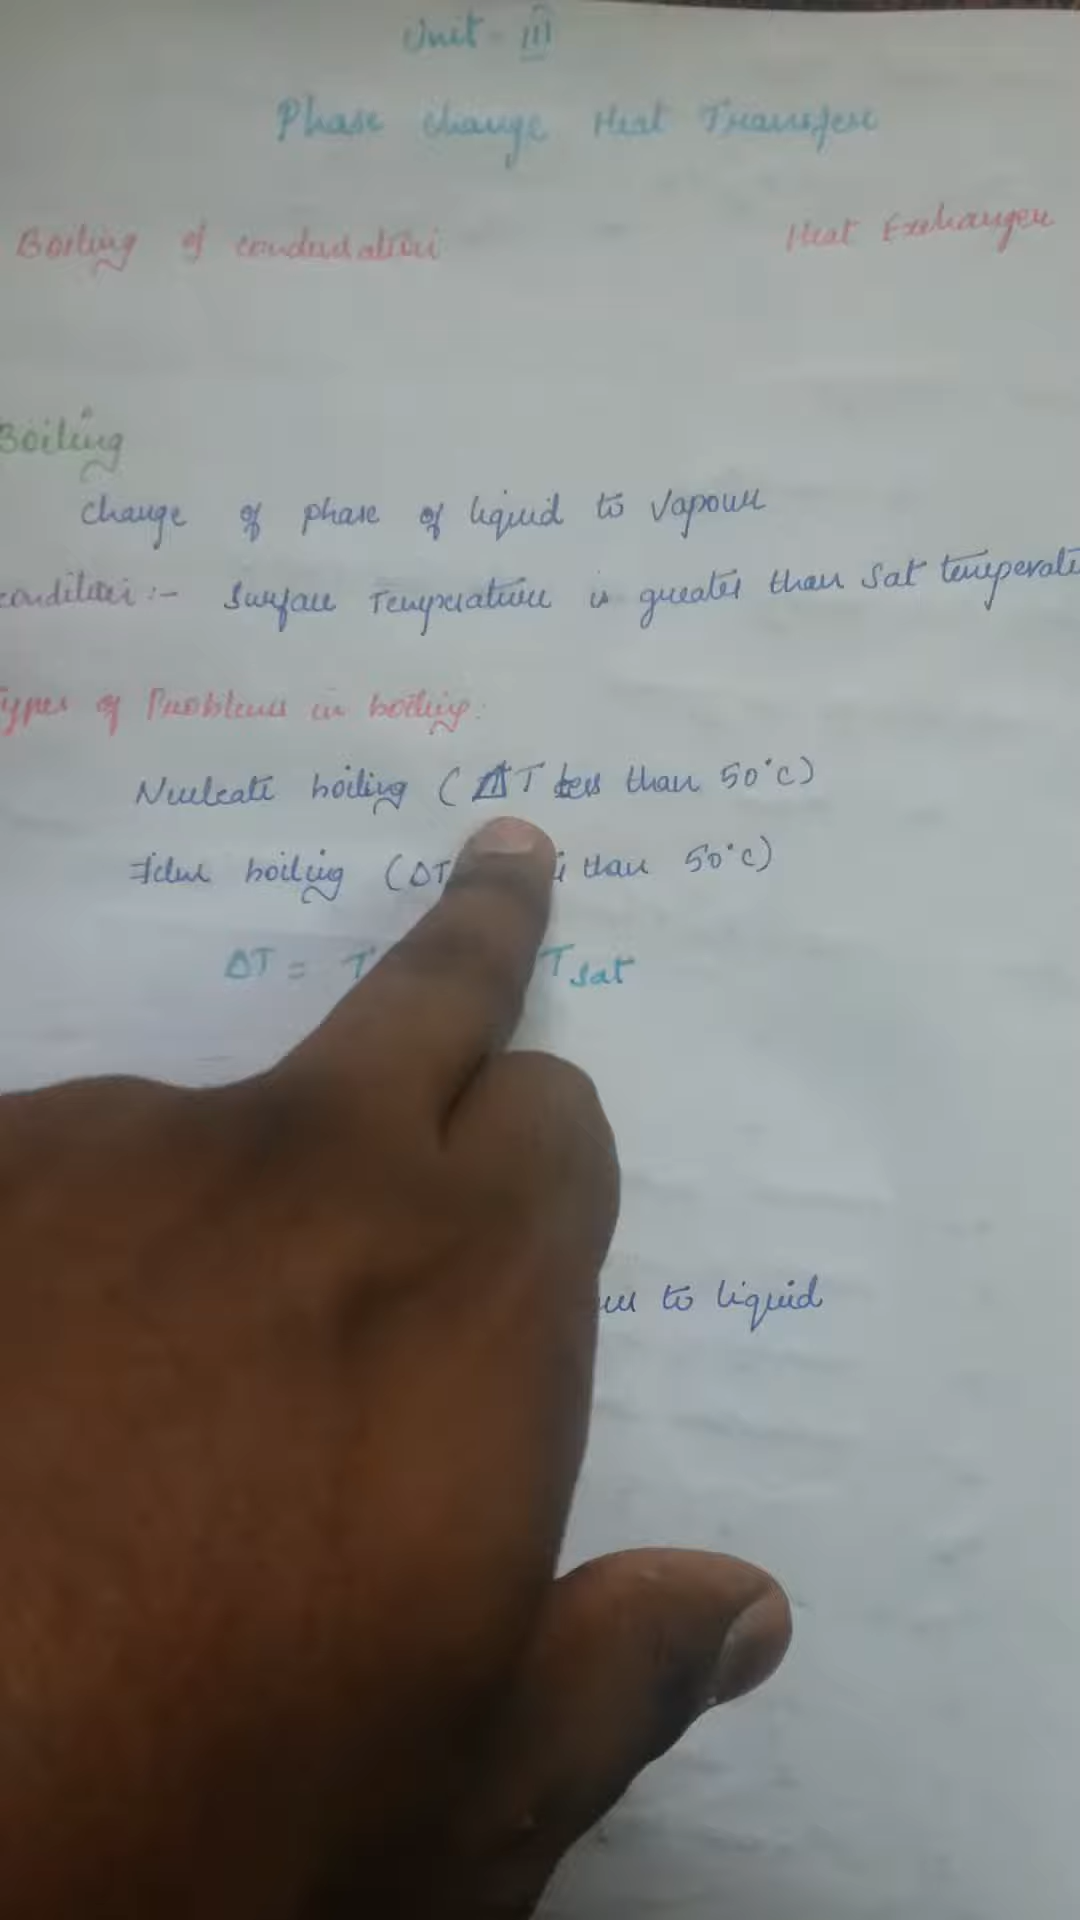 Unit - III
Phase change Heat Transfer
Boiling of condensation
Heat Exchanger
Boiling
change of phase of liquid to vapour
condition :- Surface Temperature is greater than Sat temperat
Types of Problems in boiling:
Nucleate boiling ( ΔT less than 50°C)
boiling (ΔT than 50°C)
ΔT = T Tsat
to liquid